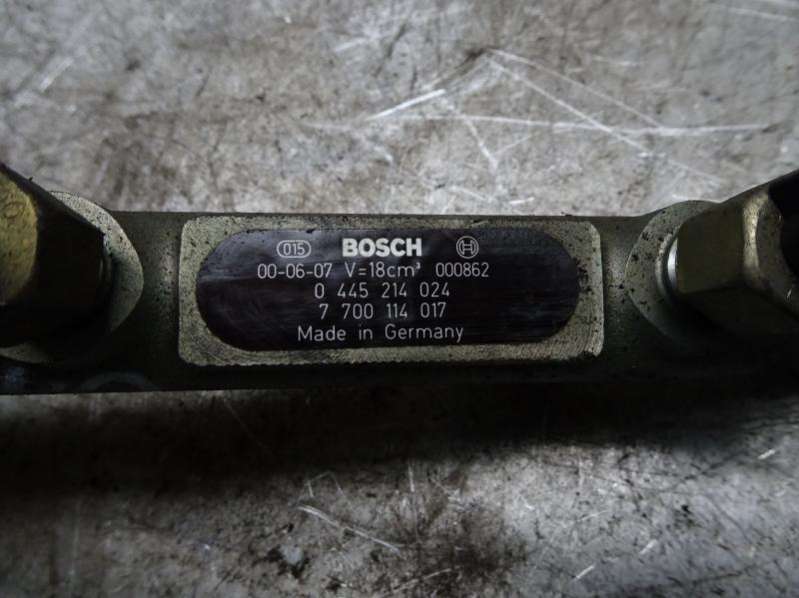 015 BOSCH
00-06-07 V=18cm³ 000862
0 445 214 024
7 700 114 017
Made in Germany